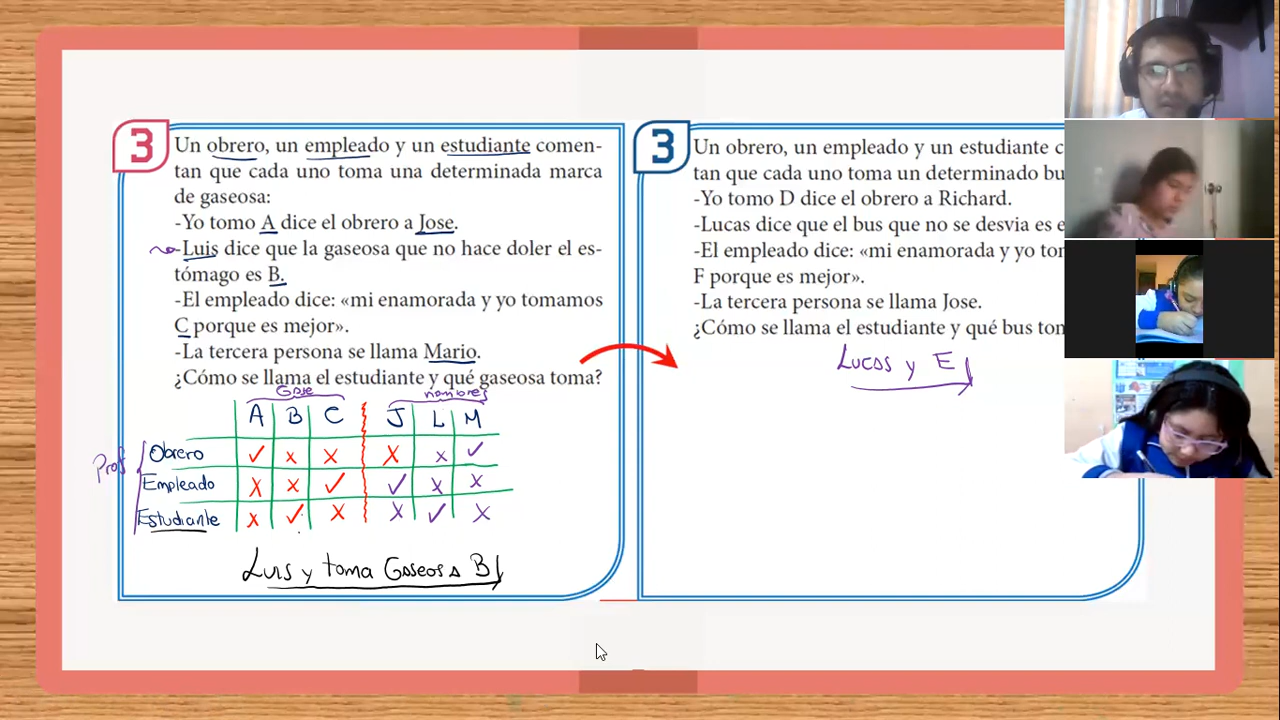 3
Un obrero, un empleado y un estudiante comen-
tan que cada uno toma una determinada marca
de gaseosa:
-Yo tomo A dice el obrero a Jose.
-Luis dice que la gaseosa que no hace doler el es-
tómago es B.
-El empleado dice: «mi enamorada y yo tomamos
C porque es mejor».
-La tercera persona se llama Mario.
¿Cómo se llama el estudiante y qué gaseosa toma?
Gase nombres
A B C J L M
Prof
Obrero ✓ x x x x ✓
Empleado x x ✓ ✓ x x
Estudiante x ✓ x x ✓ x
Luis y toma Gaseosa B
3
Un obrero, un empleado y un estudiante c
tan que cada uno toma un determinado bu
-Yo tomo D dice el obrero a Richard.
-Lucas dice que el bus que no se desvia es e
-El empleado dice: «mi enamorada y yo tom
F porque es mejor».
-La tercera persona se llama Jose.
¿Cómo se llama el estudiante y qué bus tom
Lucas y E